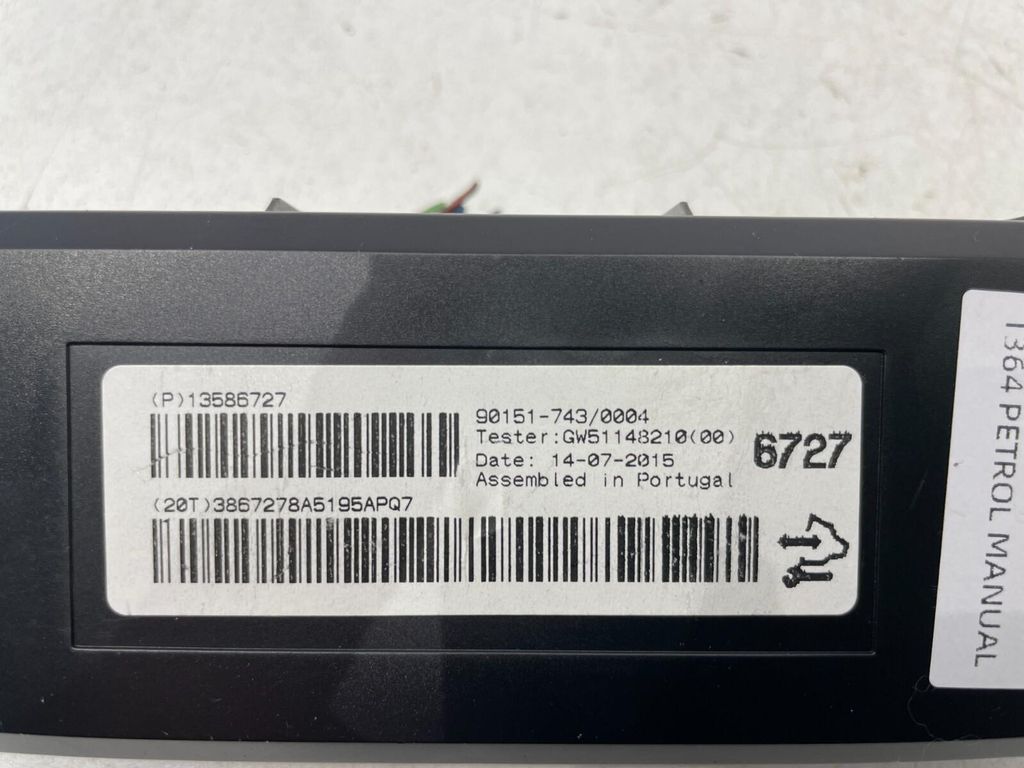 (P)13586727
90151-743/0004
Tester:GW51148210(00)
Date: 14-07-2015
Assembled in Portugal
6727
(20T)3867278A5195APQ7
1364 PETROL MANUAL